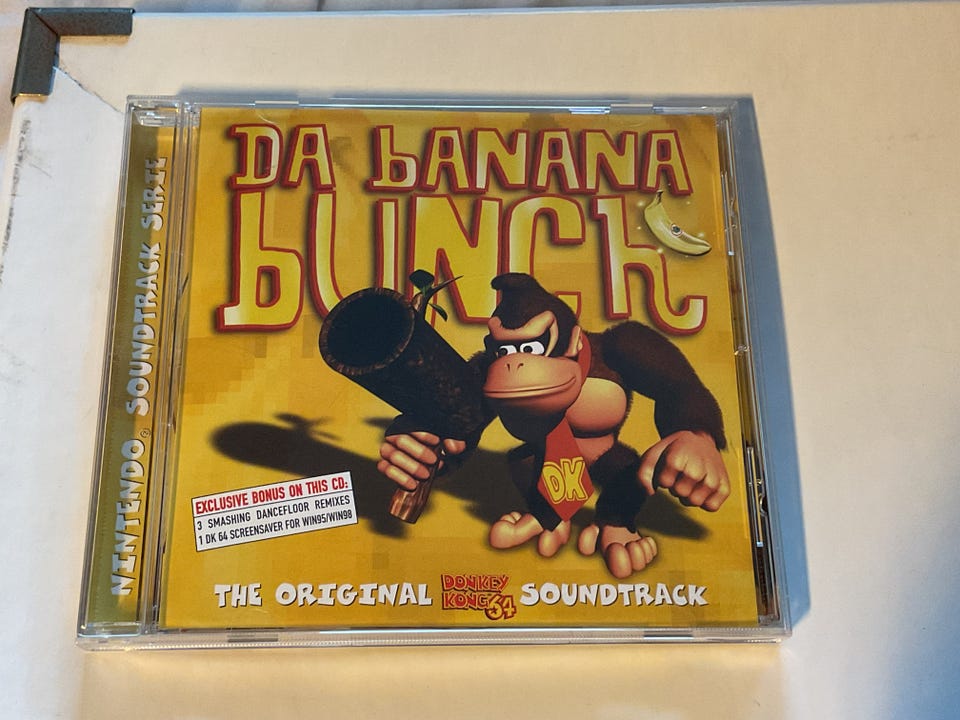 NINTENDO® SOUNDTRACK SERIE
DA BANANA
BUNCH
DK
EXCLUSIVE BONUS ON THIS CD:
3 SMASHING DANCEFLOOR REMIXES
1 DK 64 SCREENSAVER FOR WIN95/WIN98
THE ORIGINAL DONKEY KONG 64 SOUNDTRACK